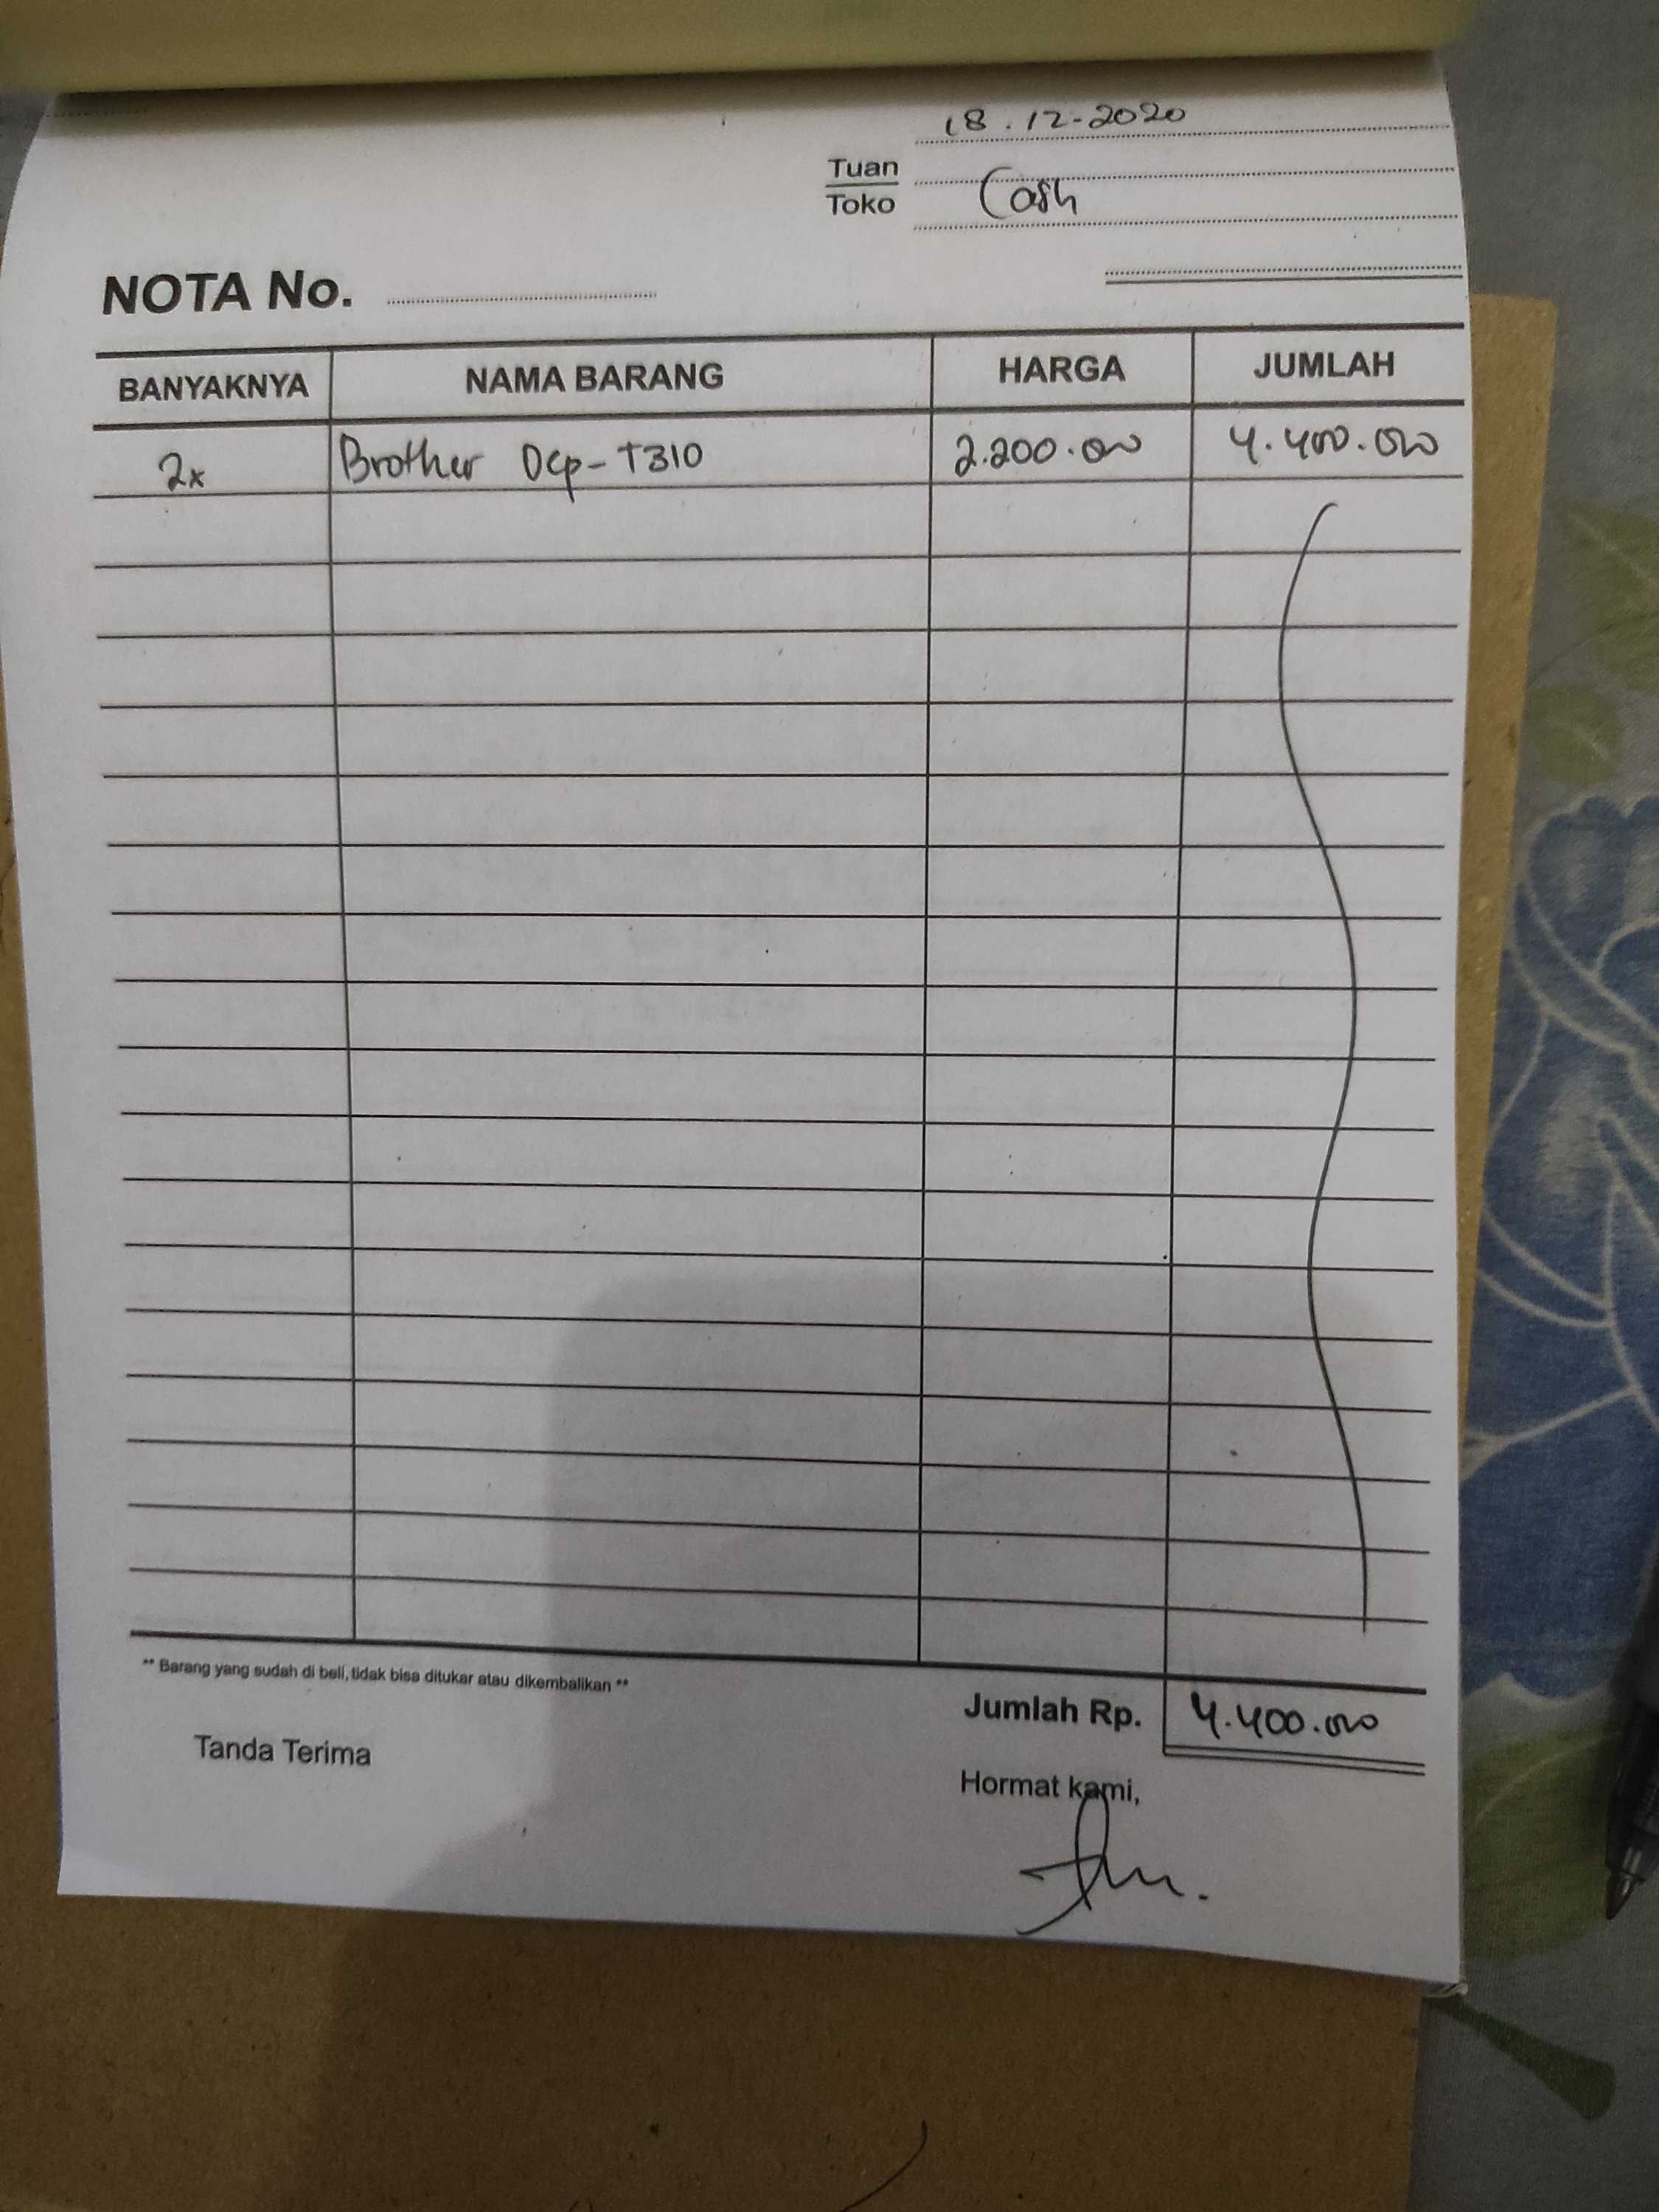 18.12-2020
Tuan
Toko
Cash
NOTA No.
BANYAKNYA NAMA BARANG HARGA JUMLAH
2x Brother Dcp-T310 2.200.000 4.400.000
** Barang yang sudah di beli, tidak bisa ditukar atau dikembalikan **
Jumlah Rp. 4.400.000
Tanda Terima
Hormat kami,